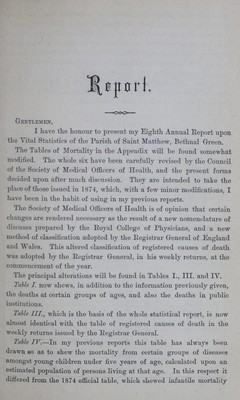 Report.
GENTLEMEN,
I have the honour to present my Eighth Annual Report upon
the Vital Statistics of the Parish of Saint Matthew, Bethnal Green.
The Tables of Mortality in the Appendix will be found somewhat
modified. The whole six have been carefully revised by the Council
of the Society of Medical Officers of Health, and the present forms
decided upon after much discussion. They are intended to take the
place of those issued in 1874, which, with a few minor modifications, I
have been in the habit of using in my previous reports.
The Society of Medical Officers of Health is of opinion that certain
changes are rendered necessary as the result of a new nomenclature of
diseases prepared by the Royal College of Physicians, and a new
method of classification adopted by the Registrar General of England
and Wales. This altered classification of registered causes of death
was adopted by the Registrar General, in his weekly returns, at the
commencement of the year.
The principal alterations will be found in Tables I., III. and IV.
Table I. now shews, in addition to the information previously given,
the deaths at certain groups of ages, and also the deaths in public
institutions.
Table III., which is the basis of the whole statistical report, is now
almost identical with the table of registered causes of death in the
weekly returns issued by the Registrar General.
Table IV.—In my previous reports this table has always been
drawn so as to shew the mortality from certain groups of diseases
amongst young children under five years of age, calculated upon an
estimated population of persons living at that age. In this respect it
differed from the 1874 official table, which shewed infantile mortality